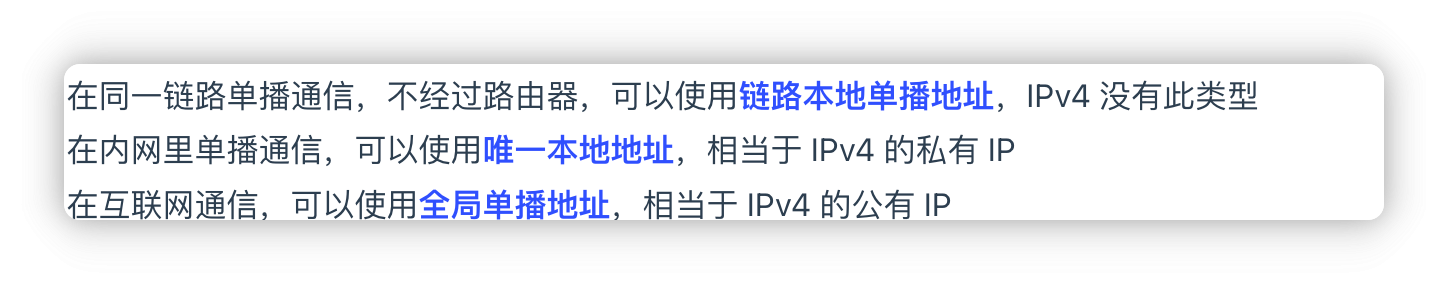 在同一链路单播通信，不经过路由器，可以使用链路本地单播地址，IPv4 没有此类型
在内网里单播通信，可以使用唯一本地地址，相当于 IPv4 的私有 IP
在互联网通信，可以使用全局单播地址，相当于 IPv4 的公有 IP